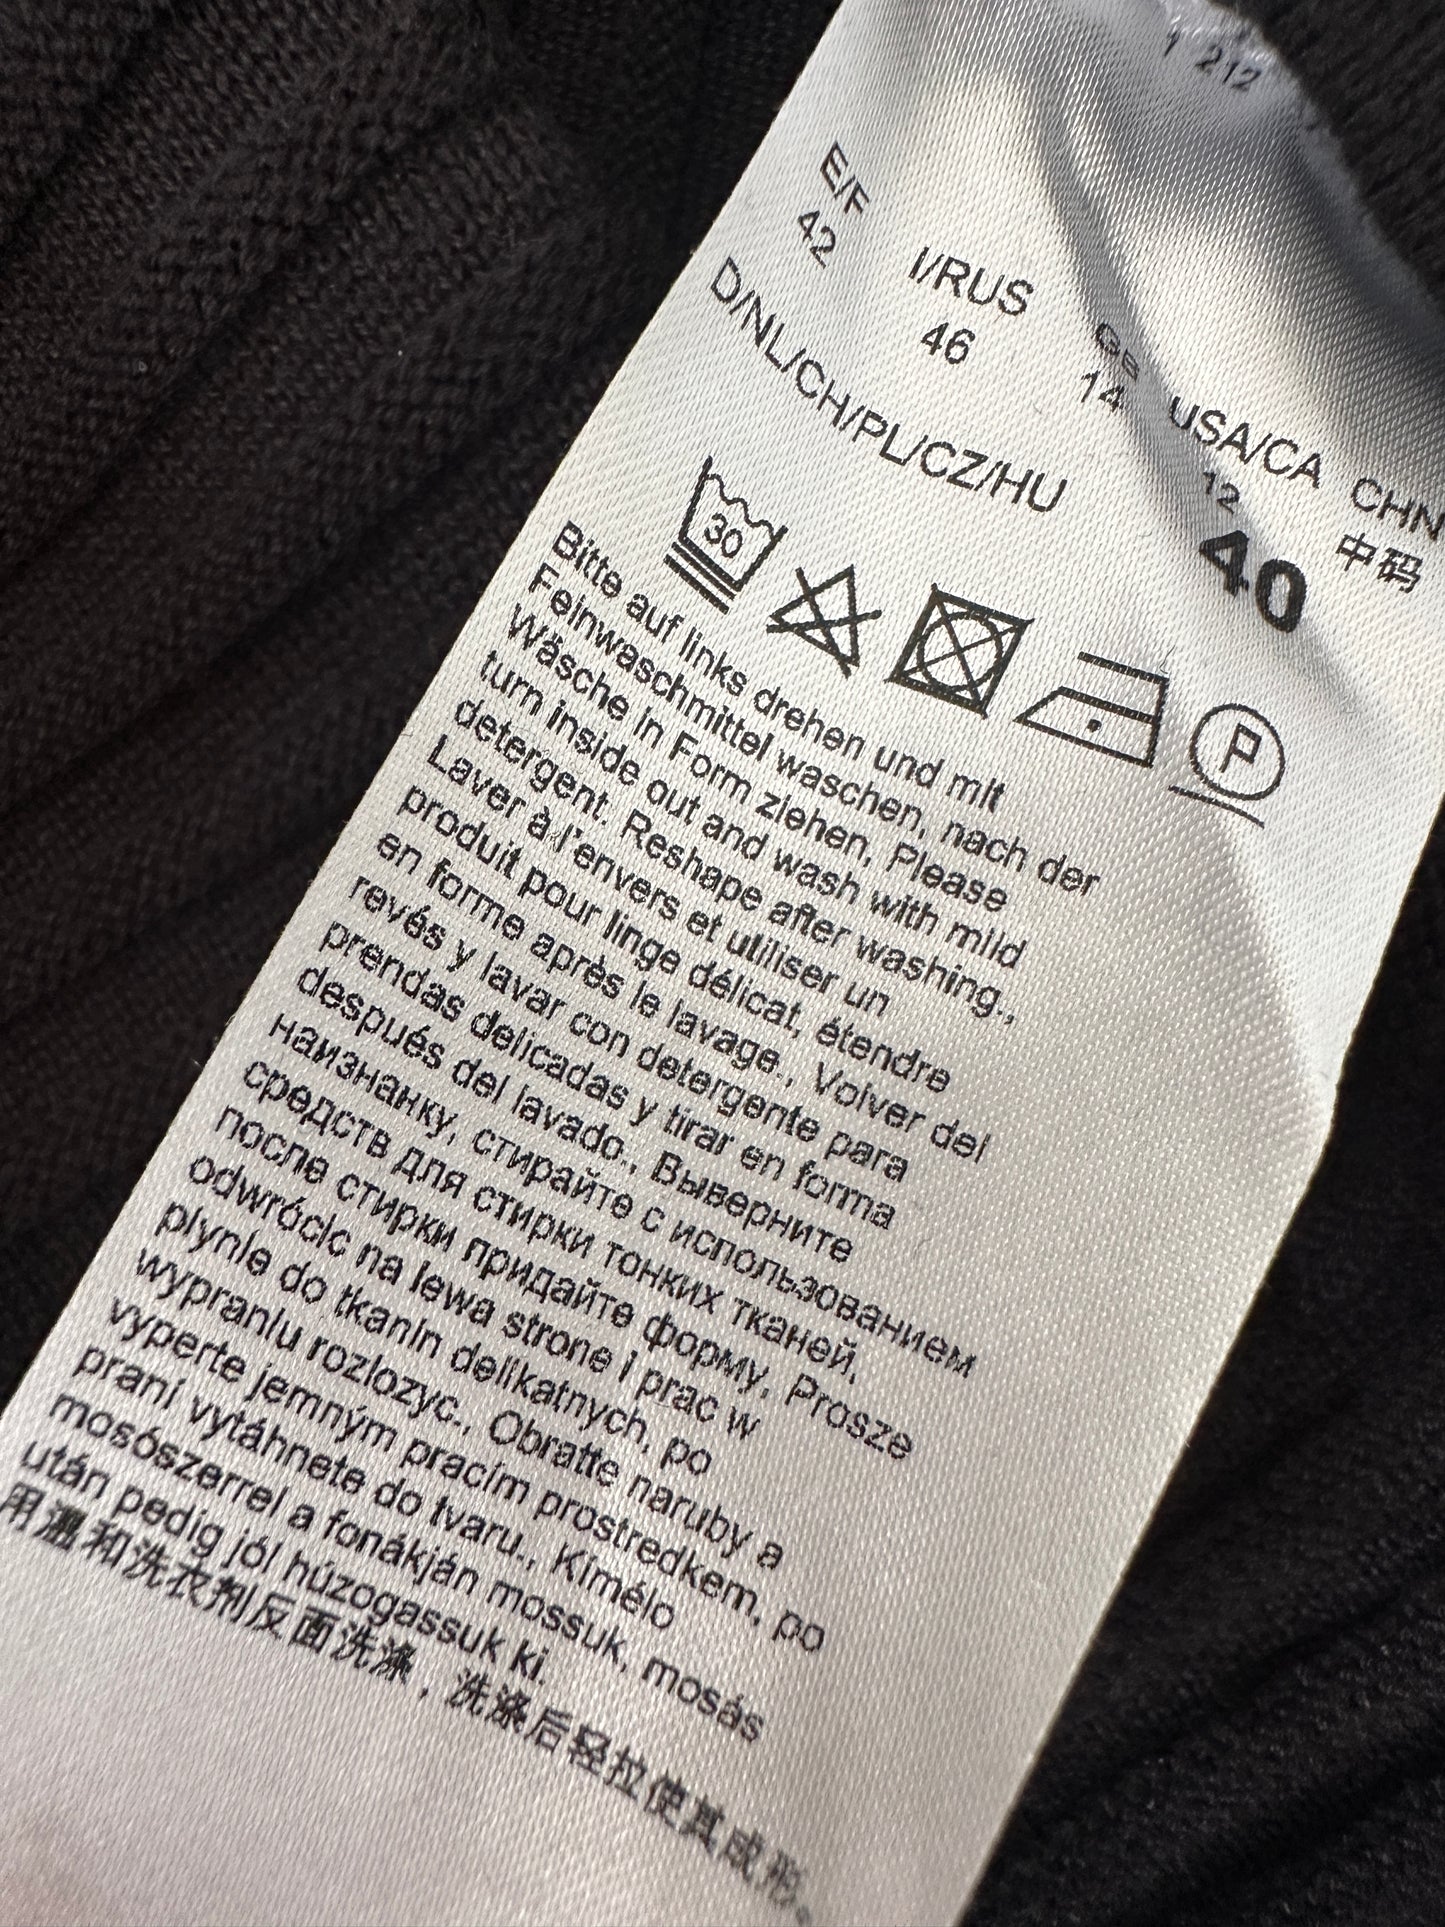 1 212
E/F I/RUS GB USA/CA CHN
42 46 14 12 中码
D/NL/CH/PL/CZ/HU 40
30
P
Bitte auf links drehen und mit
Feinwaschmittel waschen, nach der
Wäsche in Form ziehen, Please
turn inside out and wash with mild
detergent. Reshape after washing.,
Laver à l'envers et utiliser un
produit pour linge délicat, étendre
en forme après le lavage., Volver del
revés y lavar con detergente para
prendas delicadas y tirar en forma
después del lavado., Выверните
наизнанку, стирайте с использованием
средств для стирки тонких тканей,
после стирки придайте форму, Prosze
odwrócic na lewa strone i prac w
plynie do tkanin delikatnych, po
wypraniu rozlozyc., Obratte naruby a
vyperte jemným pracím prostredkem, po
praní vytáhnete do tvaru., Kímélo
mosószerrel a fonákján mossuk, mosás
után pedig jól húzogassuk ki.
用温和洗衣剂反面洗涤，洗涤后轻拉使其成形。